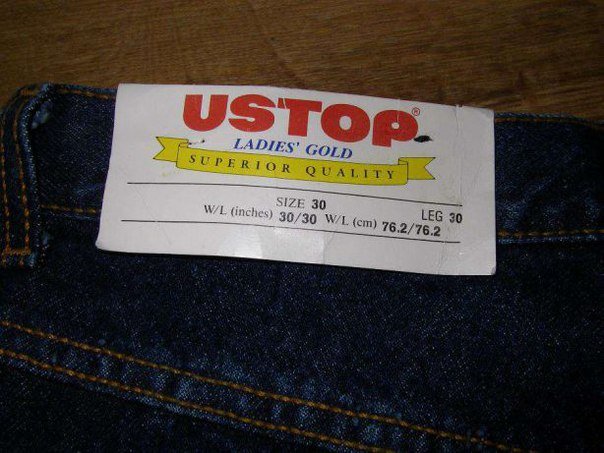 USTOP®
LADIES' GOLD
SUPERIOR QUALITY
SIZE 30 LEG 30
W/L (inches) 30/30 W/L (cm) 76.2/76.2